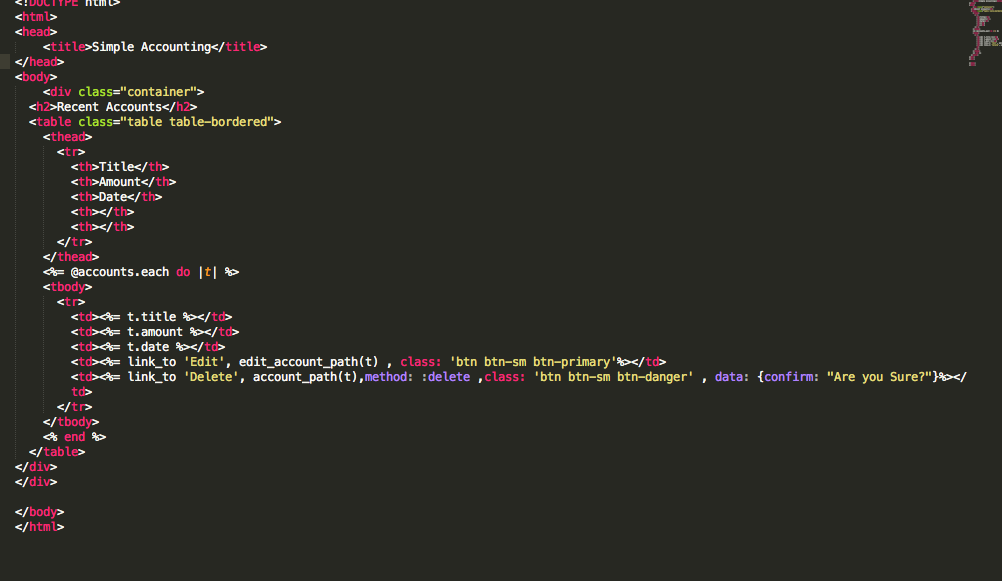 <!DOCTYPE html>
<html>
<head>
    <title>Simple Accounting</title>
</head>
<body>
    <div class="container">
  <h2>Recent Accounts</h2>
  <table class="table table-bordered">
    <thead>
      <tr>
        <th>Title</th>
        <th>Amount</th>
        <th>Date</th>
        <th></th>
        <th></th>
      </tr>
    </thead>
    <%= @accounts.each do |t| %>
    <tbody>
      <tr>
        <td><%= t.title %></td>
        <td><%= t.amount %></td>
        <td><%= t.date %></td>
        <td><%= link_to 'Edit', edit_account_path(t) , class: 'btn btn-sm btn-primary'%></td>
        <td><%= link_to 'Delete', account_path(t),method: :delete ,class: 'btn btn-sm btn-danger' , data: {confirm: "Are you Sure?"}%></
        td>
      </tr>
    </tbody>
    <% end %>
  </table>
</div>
</div>

</body>
</html>